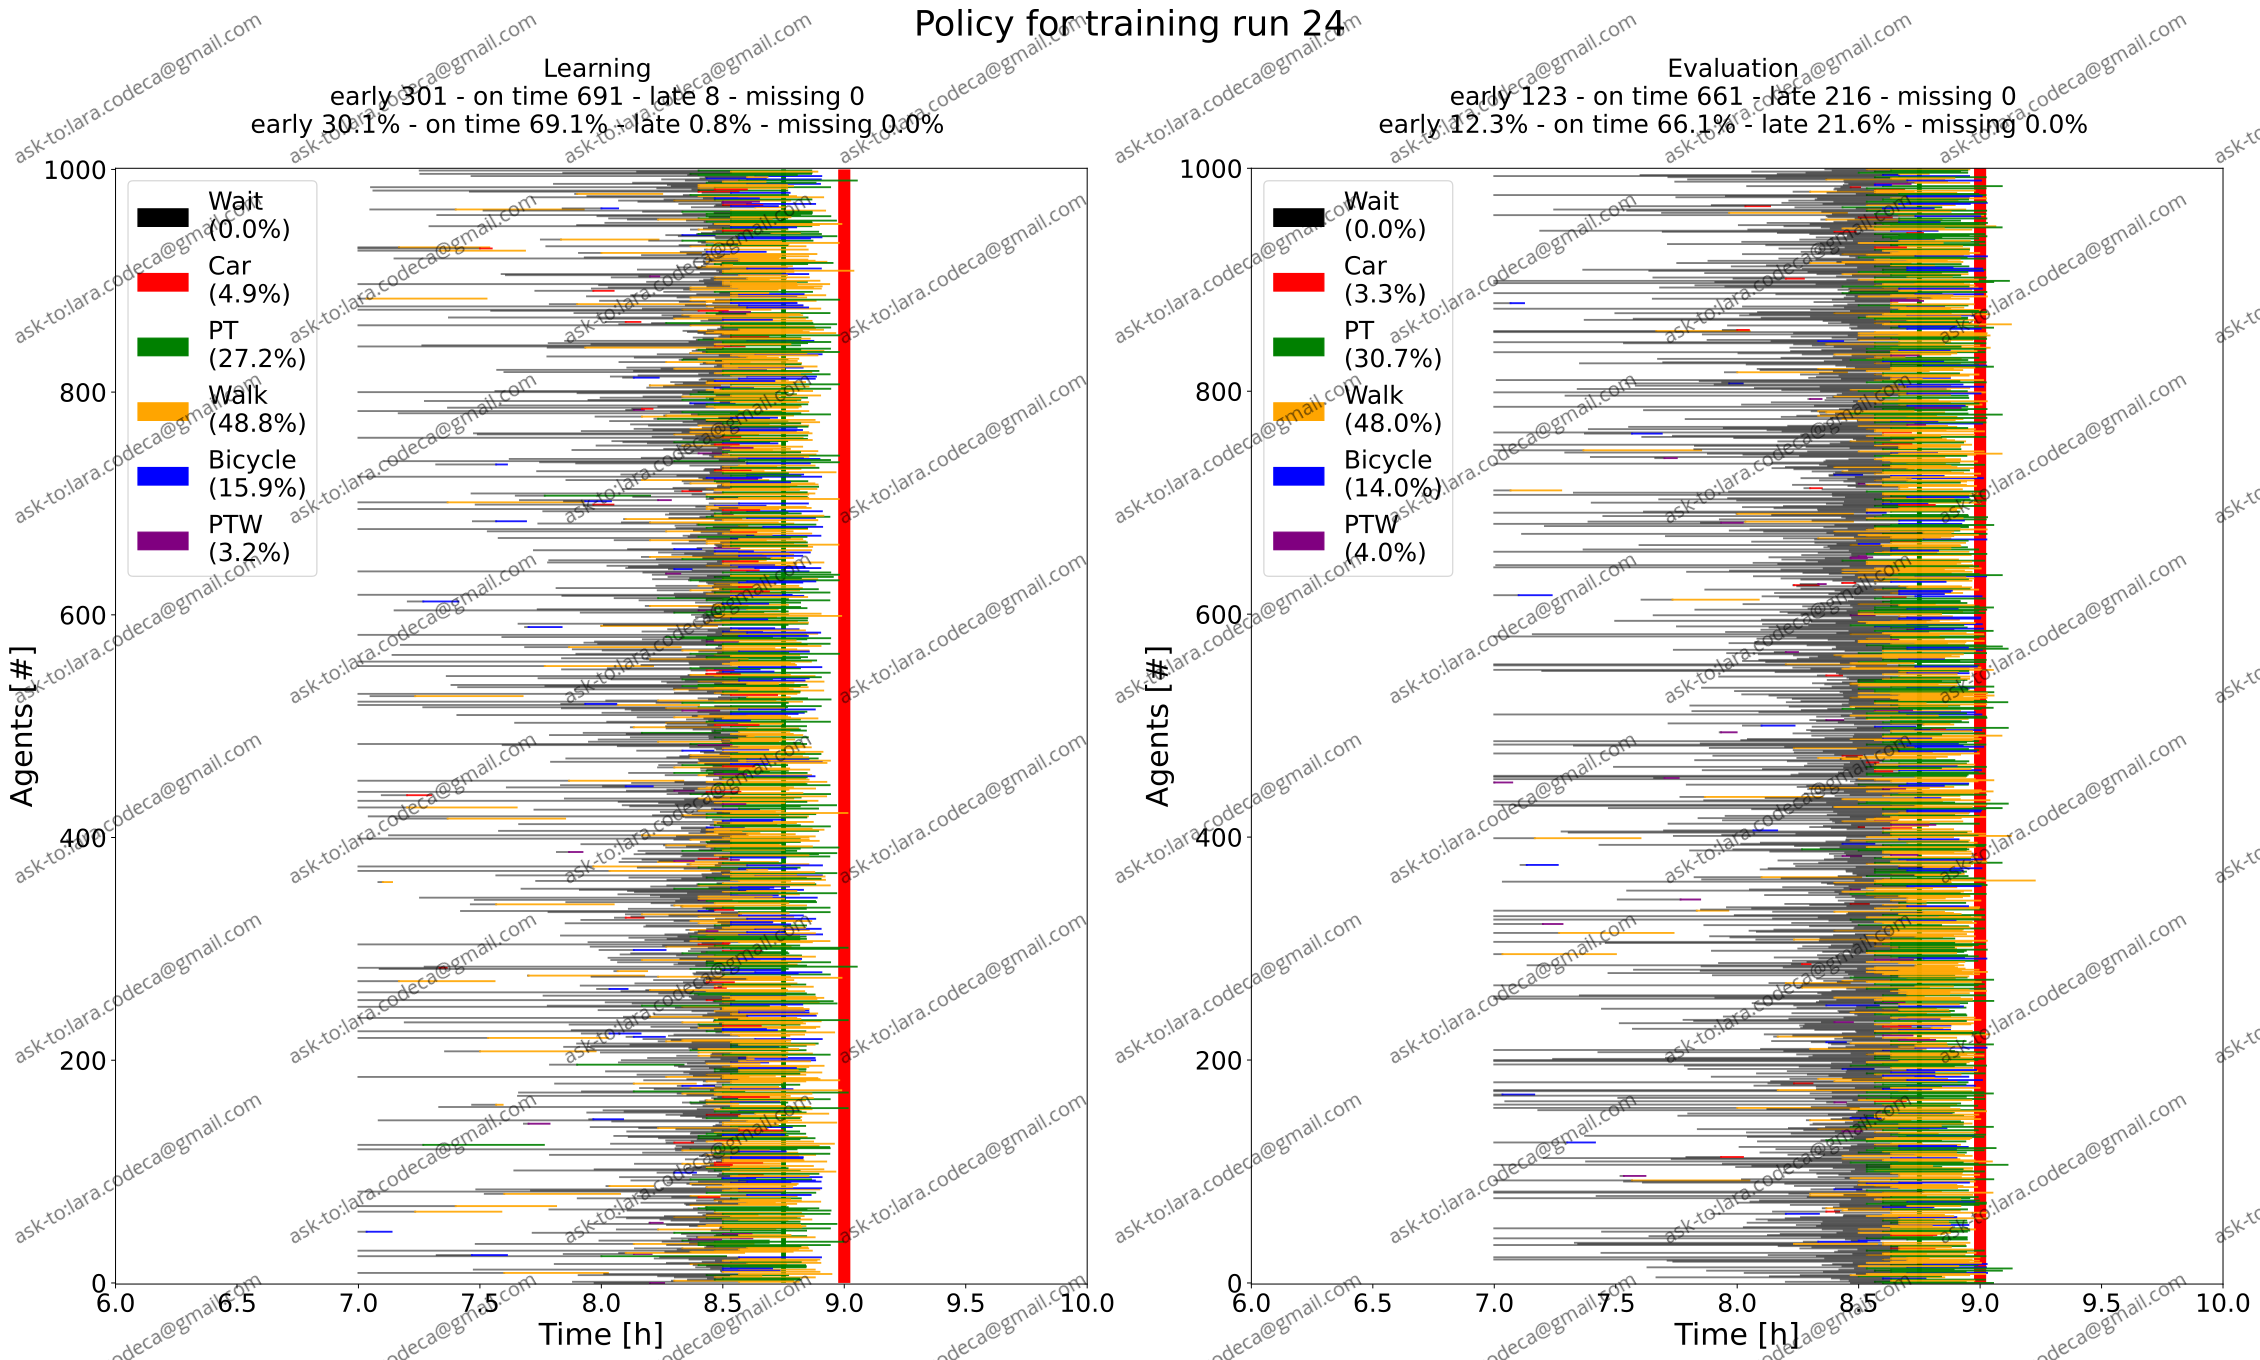 Policy for training run 24
Learning
early 301 - on time 691 - late 8 - missing 0
early 30.1% - on time 69.1% - late 0.8% - missing 0.0%
1000
800
600
400
200
0
Agents [#]
Wait
(0.0%)
Car
(4.9%)
PT
(27.2%)
Walk
(48.8%)
Bicycle
(15.9%)
PTW
(3.2%)
6.0 6.5 7.0 7.5 8.0 8.5 9.0 9.5 10.0
Time [h]
Evaluation
early 123 - on time 661 - late 216 - missing 0
early 12.3% - on time 66.1% - late 21.6% - missing 0.0%
1000
800
600
400
200
0
Agents [#]
Wait
(0.0%)
Car
(3.3%)
PT
(30.7%)
Walk
(48.0%)
Bicycle
(14.0%)
PTW
(4.0%)
6.0 6.5 7.0 7.5 8.0 8.5 9.0 9.5 10.0
Time [h]
ask-to:lara.codeca@gmail.com